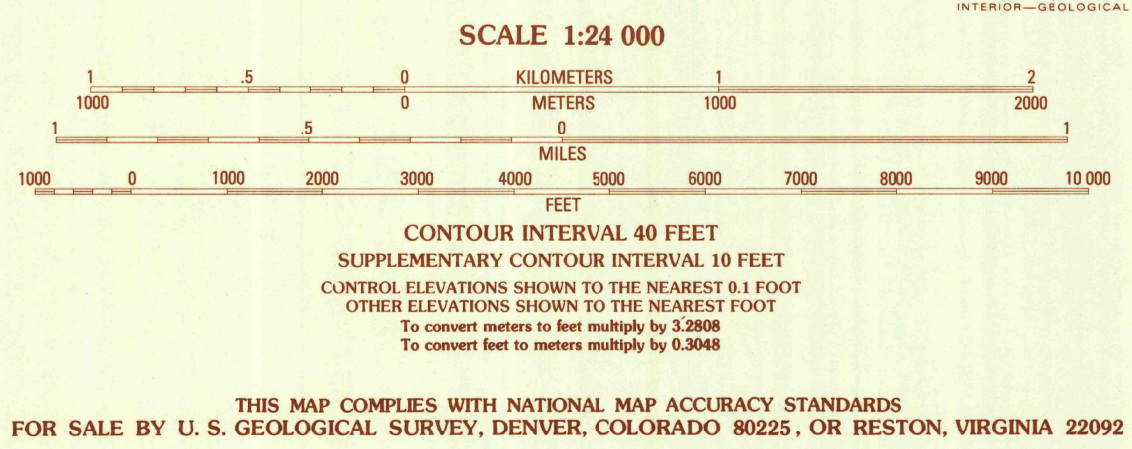 INTERIOR—GEOLOGICAL
SCALE 1:24 000
1 .5 0 KILOMETERS 1 2
1000 0 METERS 1000 2000
1 .5 0 1
MILES
1000 0 1000 2000 3000 4000 5000 6000 7000 8000 9000 10 000
FEET
CONTOUR INTERVAL 40 FEET
SUPPLEMENTARY CONTOUR INTERVAL 10 FEET
CONTROL ELEVATIONS SHOWN TO THE NEAREST 0.1 FOOT
OTHER ELEVATIONS SHOWN TO THE NEAREST FOOT
To convert meters to feet multiply by 3.2808
To convert feet to meters multiply by 0.3048
THIS MAP COMPLIES WITH NATIONAL MAP ACCURACY STANDARDS
FOR SALE BY U. S. GEOLOGICAL SURVEY, DENVER, COLORADO 80225, OR RESTON, VIRGINIA 22092